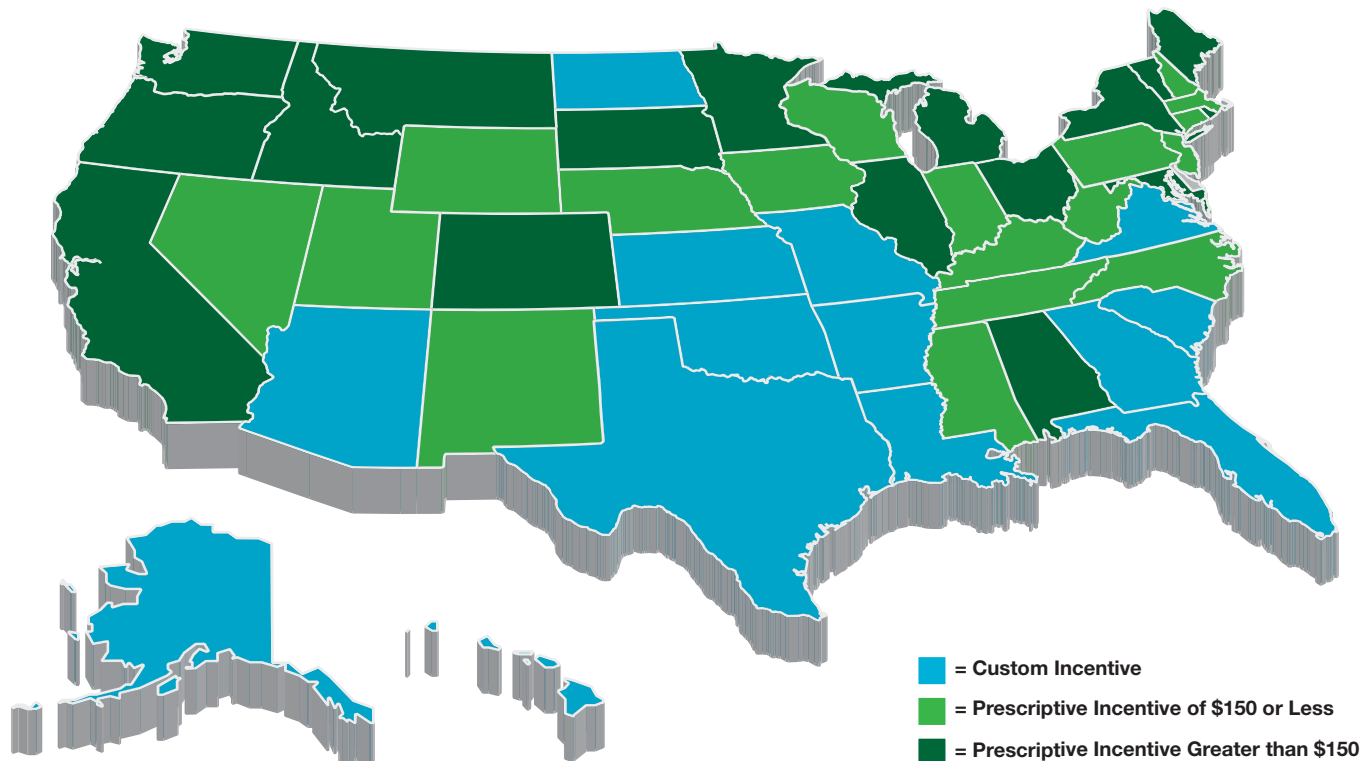 = Custom Incentive
= Prescriptive Incentive of $150 or Less
= Prescriptive Incentive Greater than $150